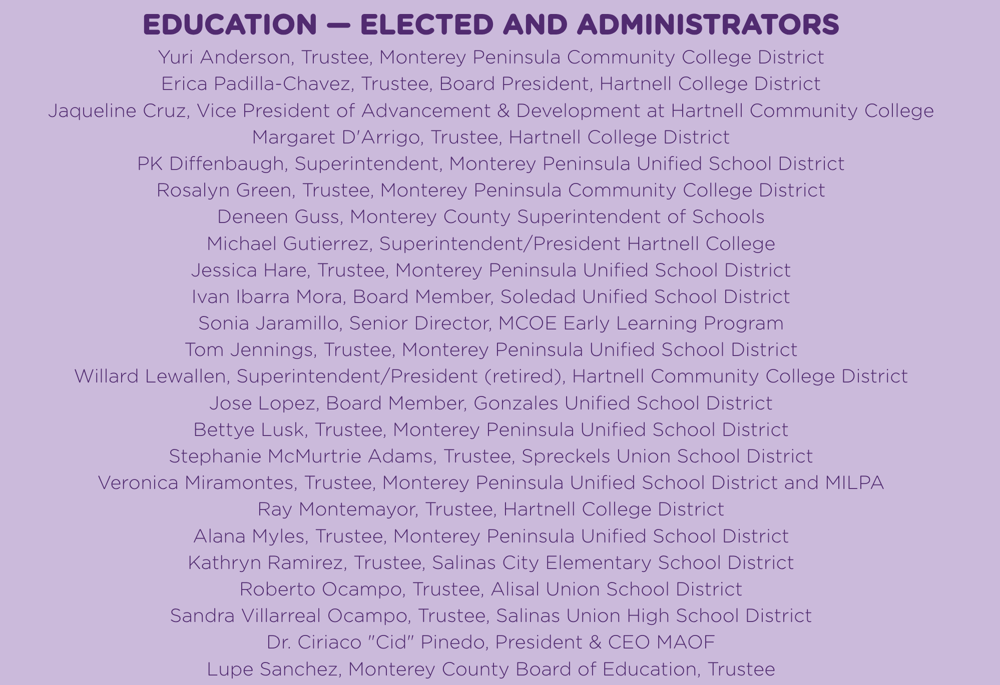 EDUCATION — ELECTED AND ADMINISTRATORS
Yuri Anderson, Trustee, Monterey Peninsula Community College District
Erica Padilla-Chavez, Trustee, Board President, Hartnell College District
Jaqueline Cruz, Vice President of Advancement & Development at Hartnell Community College
Margaret D'Arrigo, Trustee, Hartnell College District
PK Diffenbaugh, Superintendent, Monterey Peninsula Unified School District
Rosalyn Green, Trustee, Monterey Peninsula Community College District
Deneen Guss, Monterey County Superintendent of Schools
Michael Gutierrez, Superintendent/President Hartnell College
Jessica Hare, Trustee, Monterey Peninsula Unified School District
Ivan Ibarra Mora, Board Member, Soledad Unified School District
Sonia Jaramillo, Senior Director, MCOE Early Learning Program
Tom Jennings, Trustee, Monterey Peninsula Unified School District
Willard Lewallen, Superintendent/President (retired), Hartnell Community College District
Jose Lopez, Board Member, Gonzales Unified School District
Bettye Lusk, Trustee, Monterey Peninsula Unified School District
Stephanie McMurtrie Adams, Trustee, Spreckels Union School District
Veronica Miramontes, Trustee, Monterey Peninsula Unified School District and MILPA
Ray Montemayor, Trustee, Hartnell College District
Alana Myles, Trustee, Monterey Peninsula Unified School District
Kathryn Ramirez, Trustee, Salinas City Elementary School District
Roberto Ocampo, Trustee, Alisal Union School District
Sandra Villarreal Ocampo, Trustee, Salinas Union High School District
Dr. Ciriaco "Cid" Pinedo, President & CEO MAOF
Lupe Sanchez, Monterey County Board of Education, Trustee